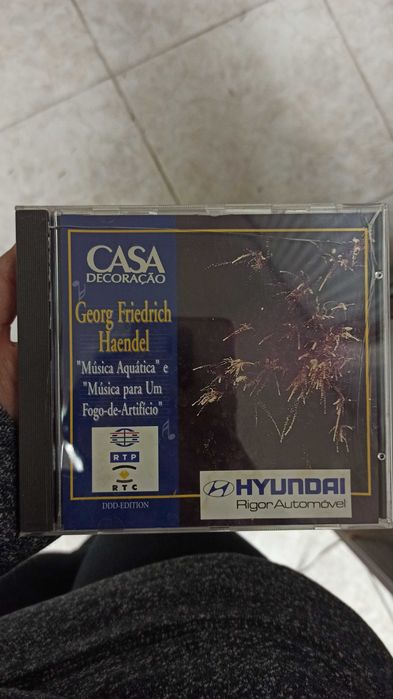 CASA
DECORAÇÃO
Georg Friedrich
Haendel
"Música Aquática" e
"Música para Um
Fogo-de-Artifício"
RTP
RTC
DDD-EDITION
HYUNDAI
Rigor Automóvel